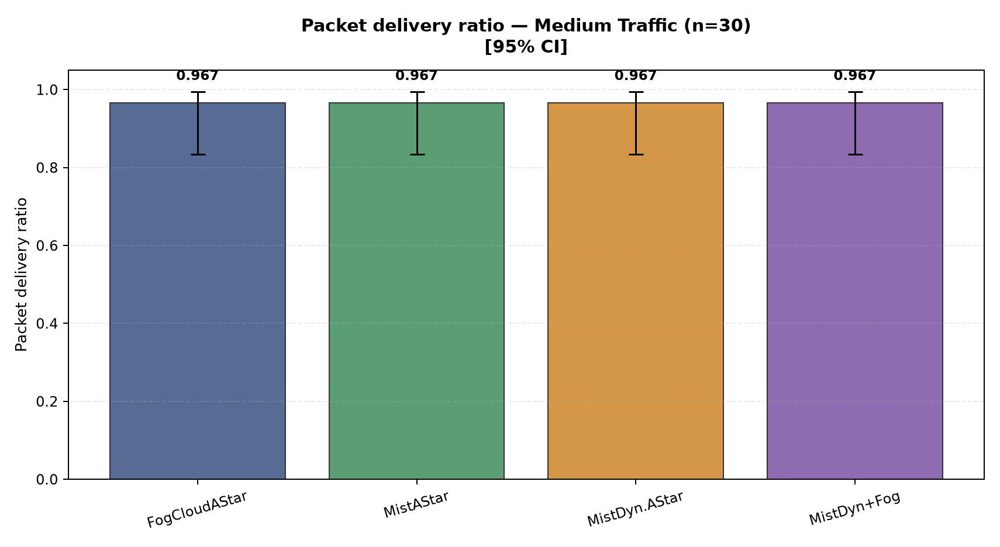 Packet delivery ratio — Medium Traffic (n=30)
[95% CI]
0.967 0.967 0.967 0.967
1.0
0.8
0.6
0.4
0.2
0.0
Packet delivery ratio
FogCloudAStar MistAStar MistDyn.AStar MistDyn+Fog